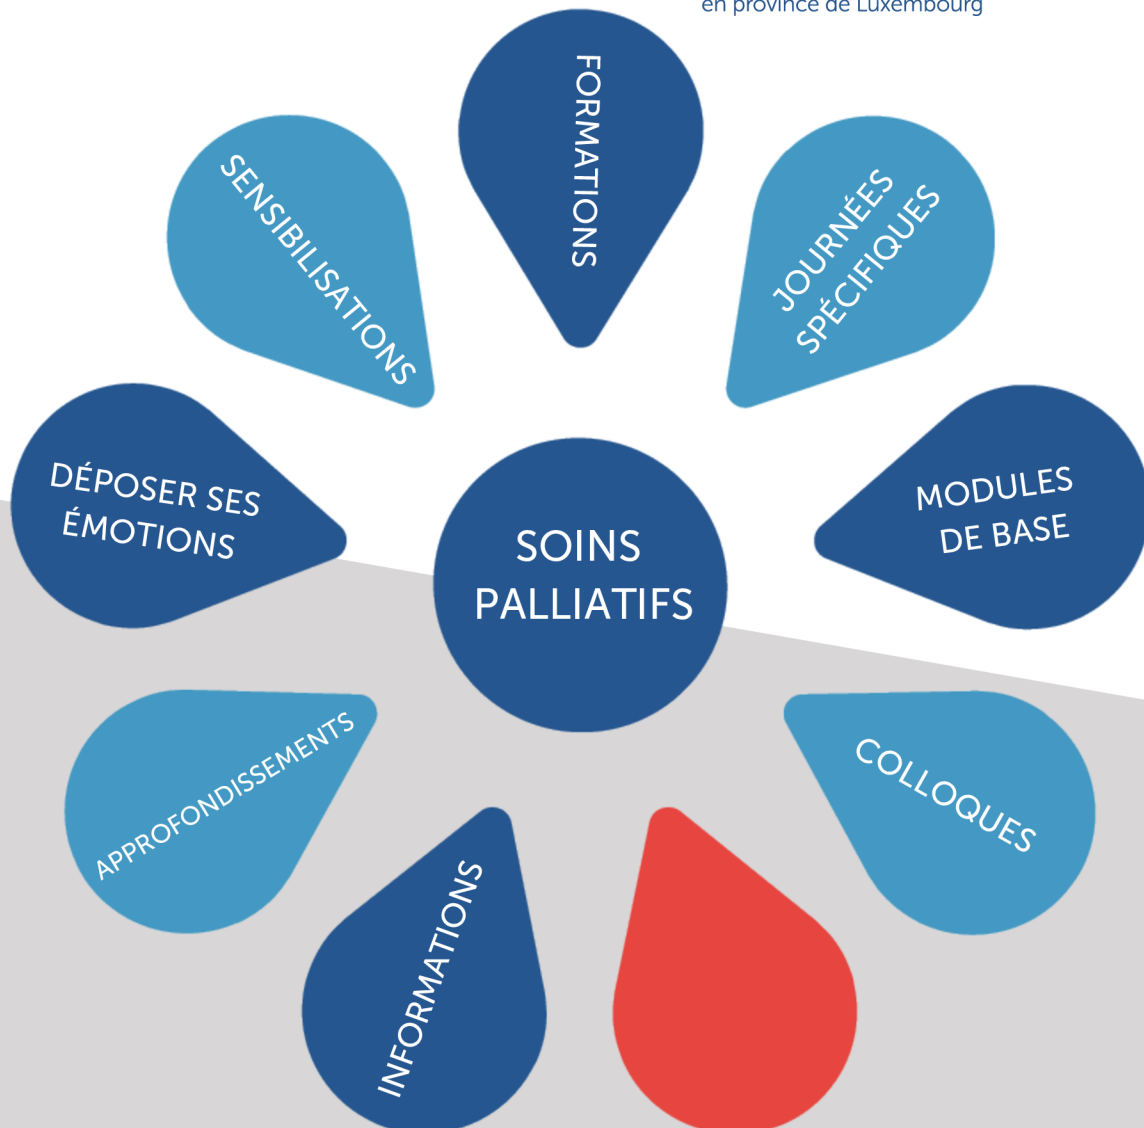 en province de Luxembourg
FORMATIONS
JOURNÉES
SPÉCIFIQUES
MODULES
DE BASE
COLLOQUES
INFORMATIONS
APPROFONDISSEMENTS
DÉPOSER SES
ÉMOTIONS
SENSIBILISATIONS
SOINS
PALLIATIFS